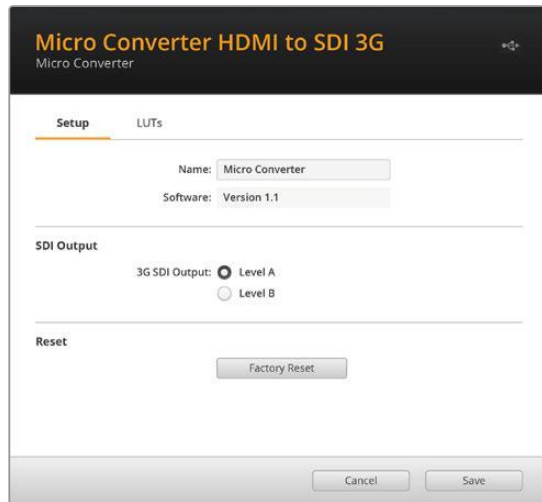 Micro Converter HDMI to SDI 3G
Micro Converter
Setup LUTs
Name: Micro Converter
Software: Version 1.1
SDI Output
3G SDI Output: Level A
Level B
Reset
Factory Reset
Cancel Save